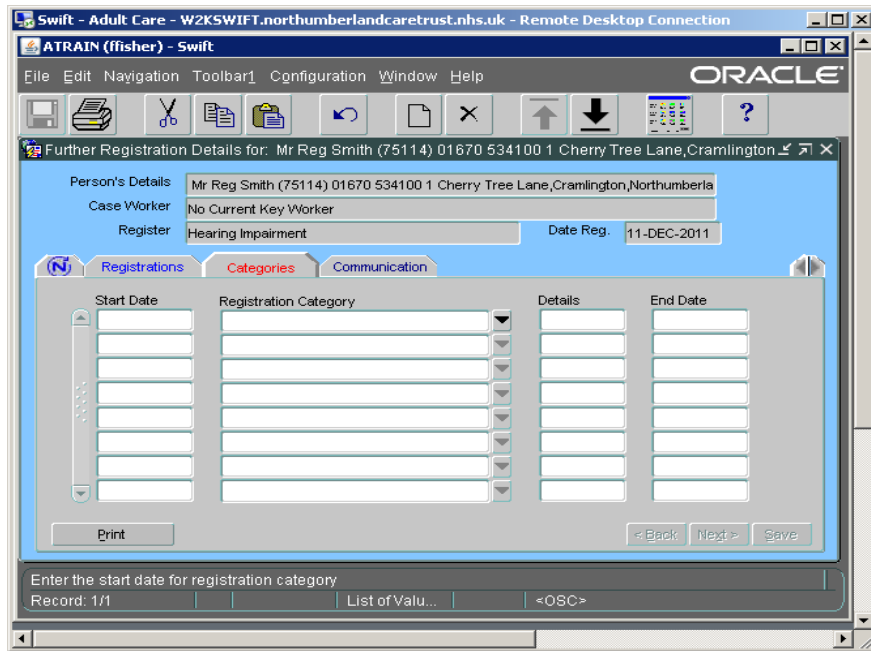 Swift - Adult Care - W2KSWIFT.northumberlandcaretrust.nhs.uk - Remote Desktop Connection
ATRAIN (ffisher) - Swift
File Edit Navigation Toolbar1 Configuration Window Help ORACLE
Further Registration Details for: Mr Reg Smith (75114) 01670 534100 1 Cherry Tree Lane,Cramlington
Person's Details Mr Reg Smith (75114) 01670 534100 1 Cherry Tree Lane,Cramlington,Northumberla
Case Worker No Current Key Worker
Register Hearing Impairment Date Reg. 11-DEC-2011
N Registrations Categories Communication
Start Date Registration Category Details End Date
Print < Back Next > Save
Enter the start date for registration category
Record: 1/1 List of Valu... <OSC>